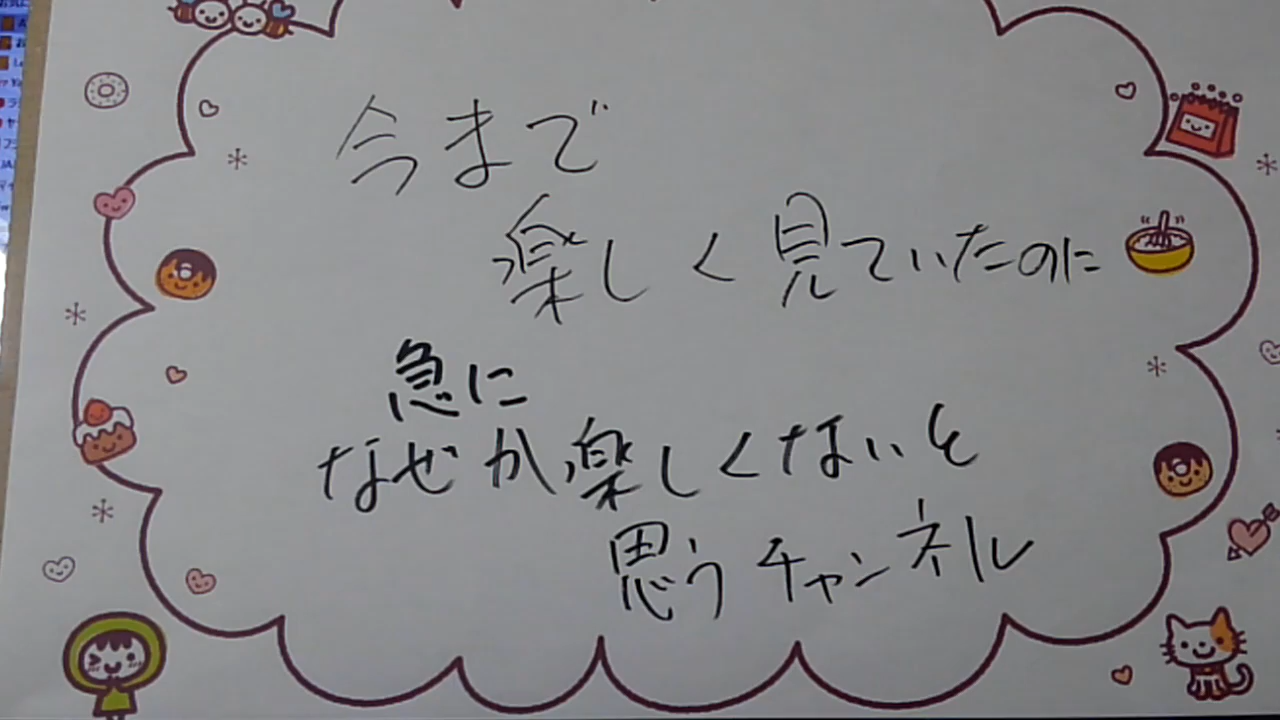 今まで
楽しく見ていたのに
急に
なぜか楽しくないと
思うチャンネル